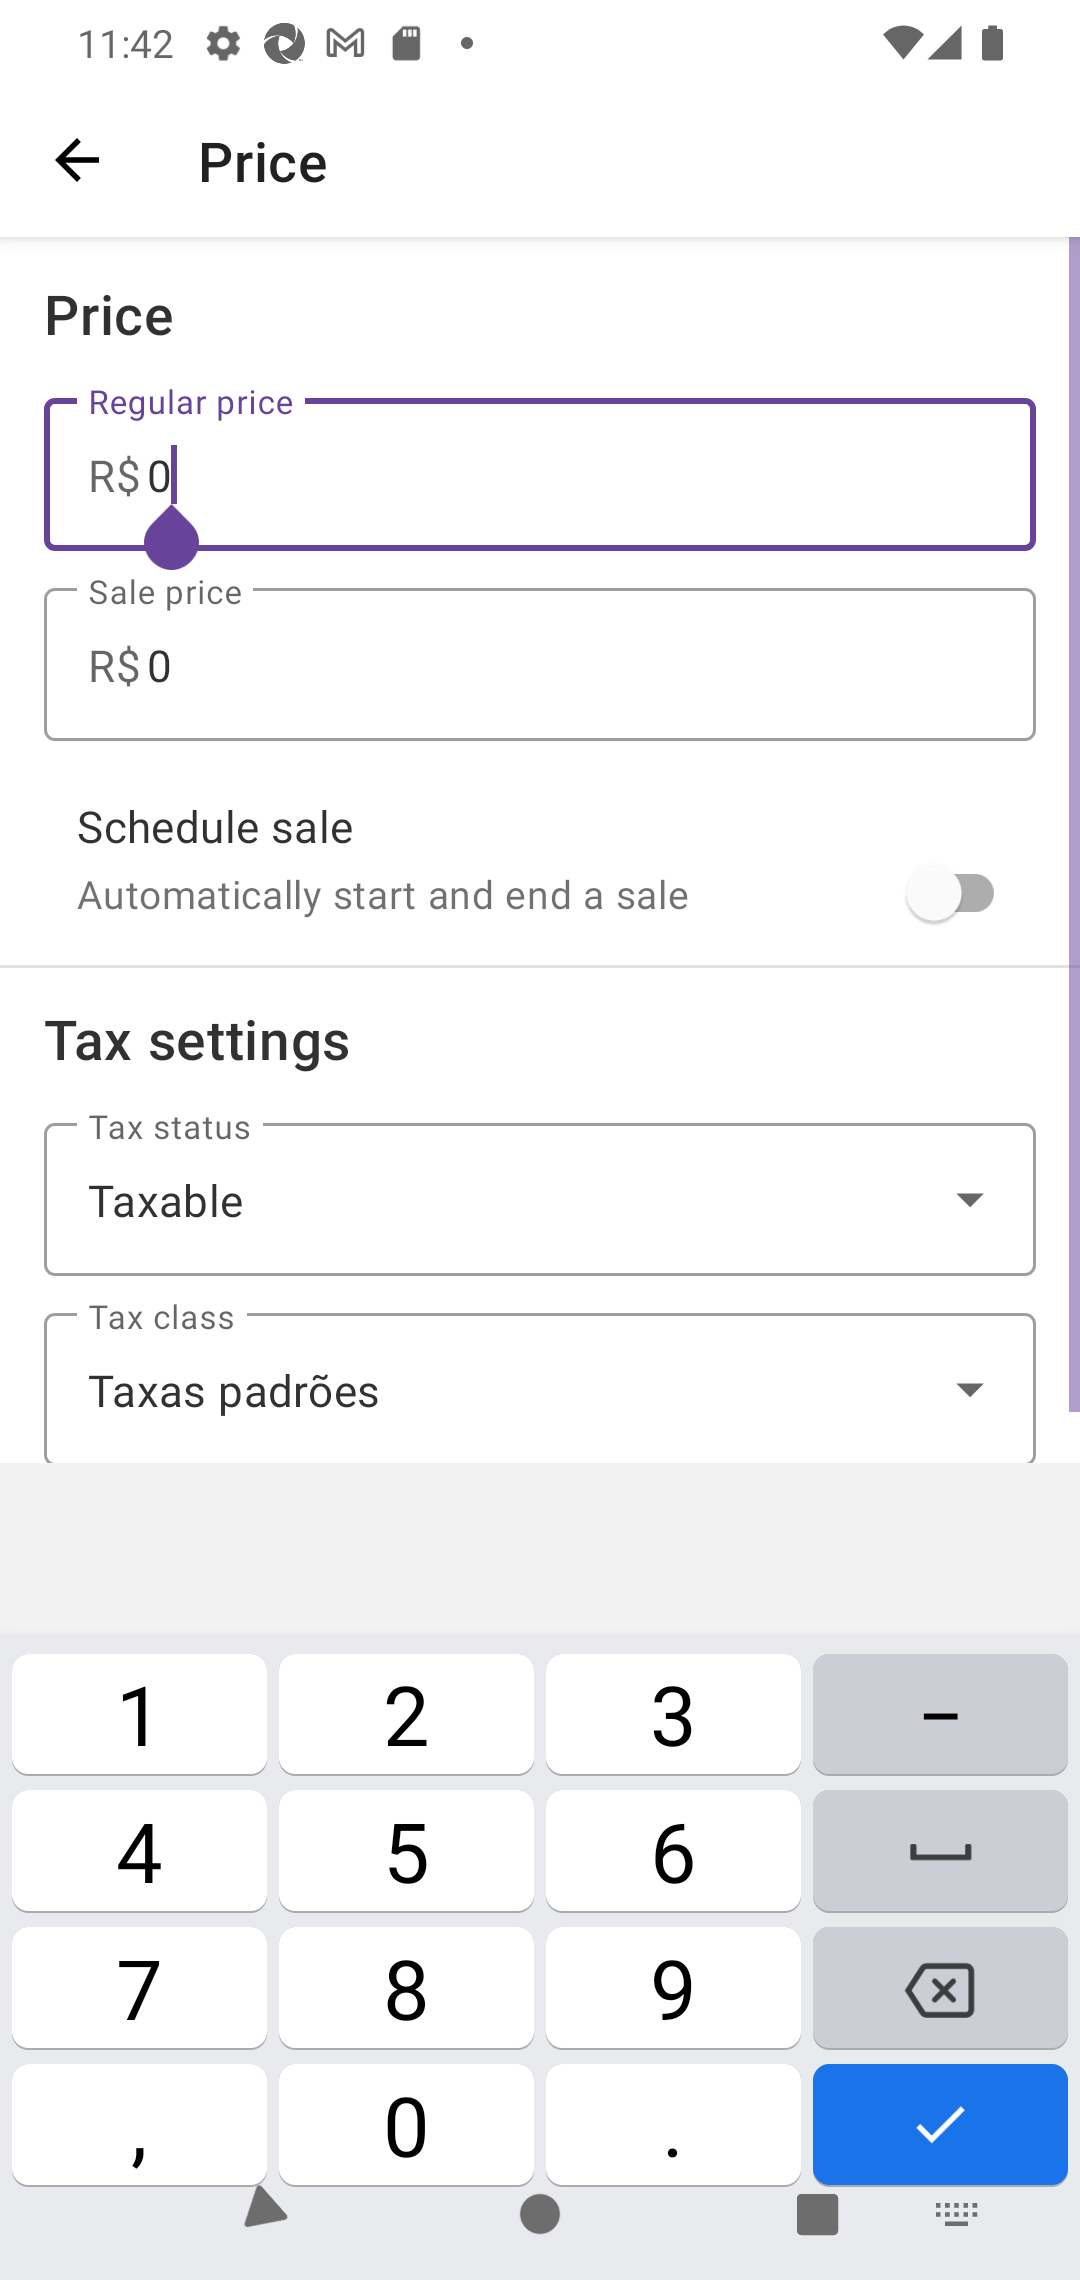 11:42
Price
Price
Regular price
R$ 0
Sale price
R$ 0
Schedule sale
Automatically start and end a sale
Tax settings
Tax status
Taxable
Tax class
Taxas padrões
1 2 3 –
4 5 6
7 8 9
, 0 .